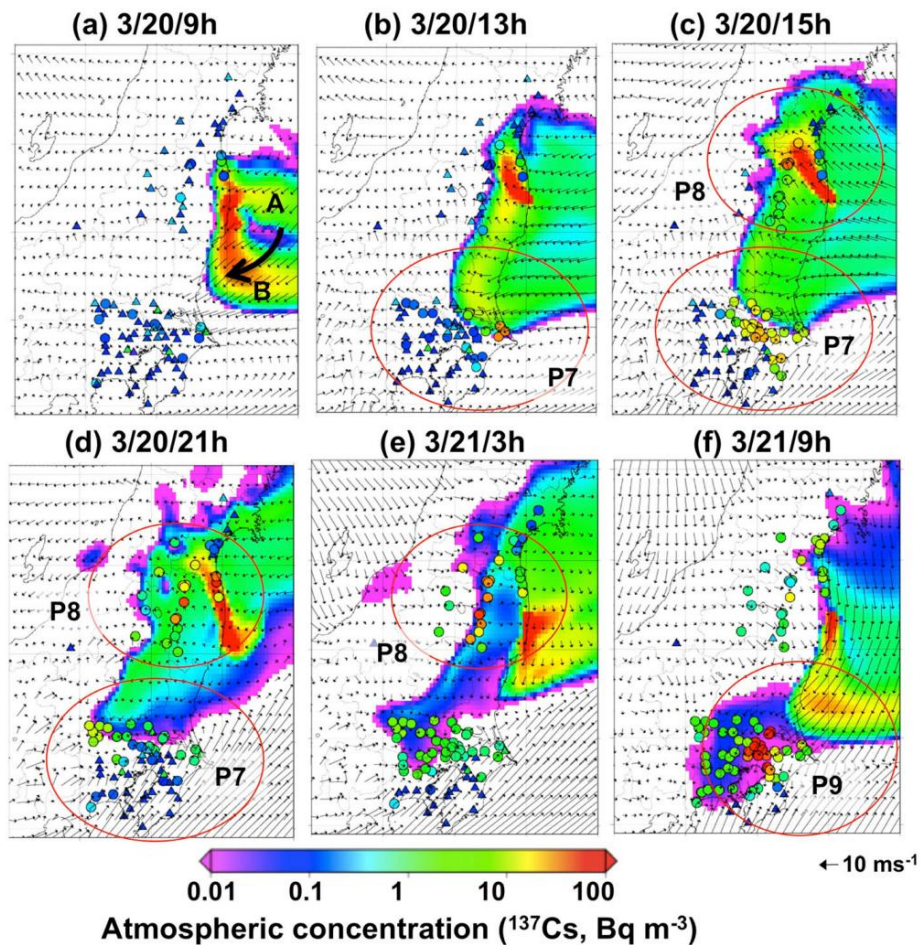 (a) 3/20/9h (b) 3/20/13h (c) 3/20/15h
A
B
P7
P8
P7
(d) 3/20/21h (e) 3/21/3h (f) 3/21/9h
P8
P7
P8
P9
0.01 0.1 1 10 100
← 10 ms⁻¹
Atmospheric concentration (¹³⁷Cs, Bq m⁻³)